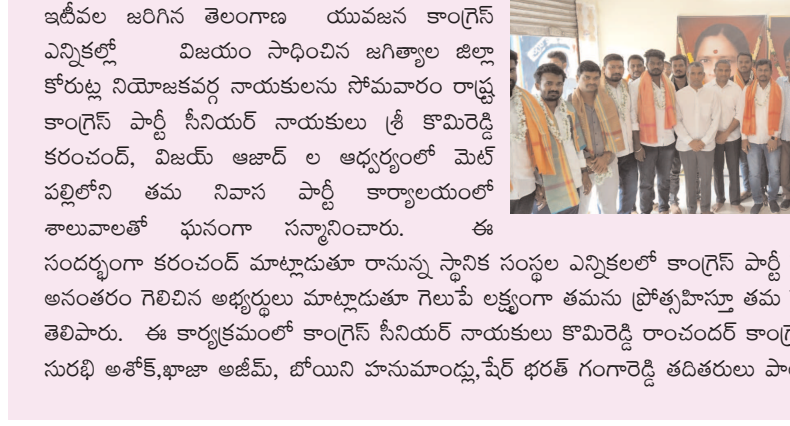 ఇటీవల జరిగిన తెలంగాణ యువజన కాంగ్రెస్
ఎన్నికల్లో విజయం సాధించిన జగిత్యాల జిల్లా
కోరుట్ల నియోజకవర్గ నాయకులను సోమవారం రాష్ట్ర
కాంగ్రెస్ పార్టీ సీనియర్ నాయకులు శ్రీ కొమిరెడ్డి
కరంచంద్, విజయ్ ఆజాద్ ల ఆధ్వర్యంలో మెట్
పల్లిలోని తమ నివాస పార్టీ కార్యాలయంలో
శాలువాలతో ఘనంగా సన్మానించారు. ఈ
సందర్భంగా కరంచంద్ మాట్లాడుతూ రానున్న స్థానిక సంస్థల ఎన్నికలలో కాంగ్రెస్ పార్టీ
అనంతరం గెలిచిన అభ్యర్థులు మాట్లాడుతూ గెలుపే లక్ష్యంగా తమను ప్రోత్సహిస్తూ తమ
తెలిపారు. ఈ కార్యక్రమంలో కాంగ్రెస్ సీనియర్ నాయకులు కొమిరెడ్డి రాంచందర్
సురభి అశోక్,ఖాజా అజీమ్, బోయిని హనుమాండ్లు,షేర్ భరత్ గంగారెడ్డి తదితరులు